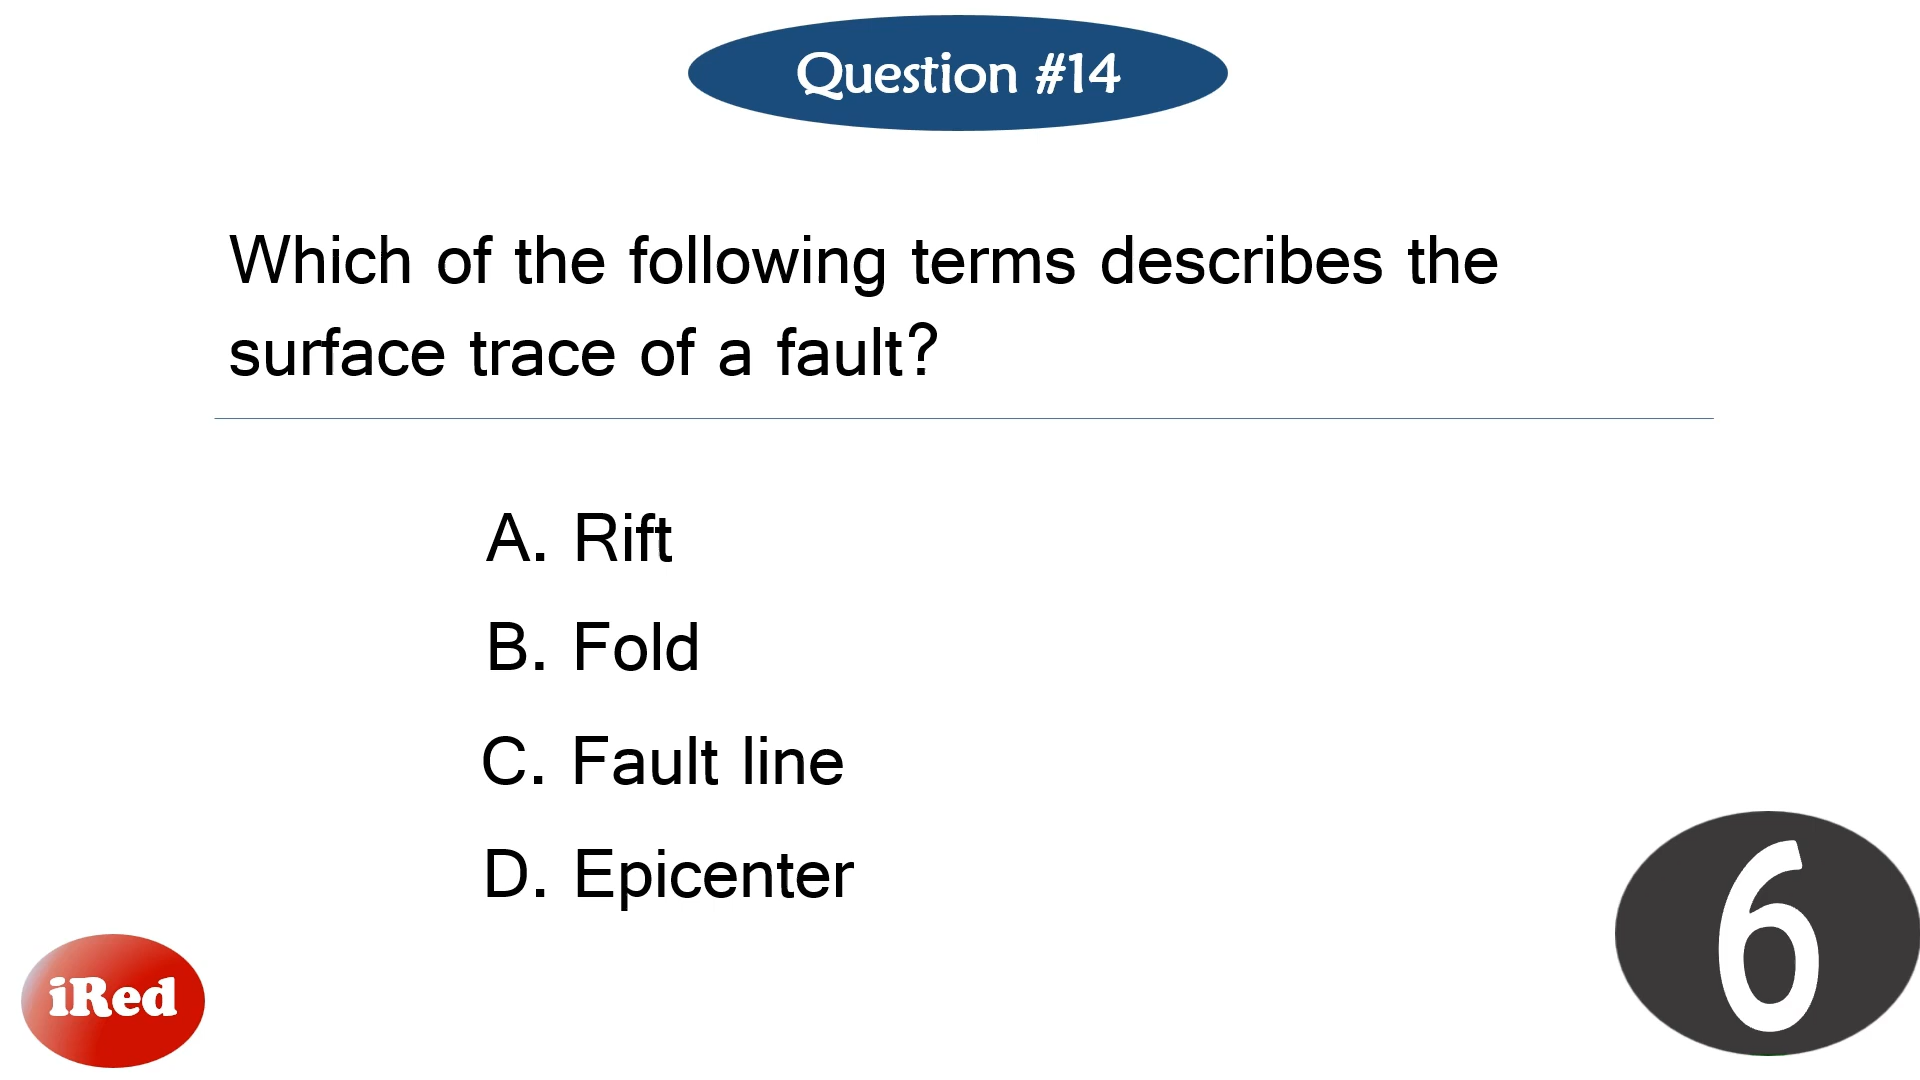 Question #14
Which of the following terms describes the
surface trace of a fault?
A. Rift
B. Fold
C. Fault line
D. Epicenter
iRed
6